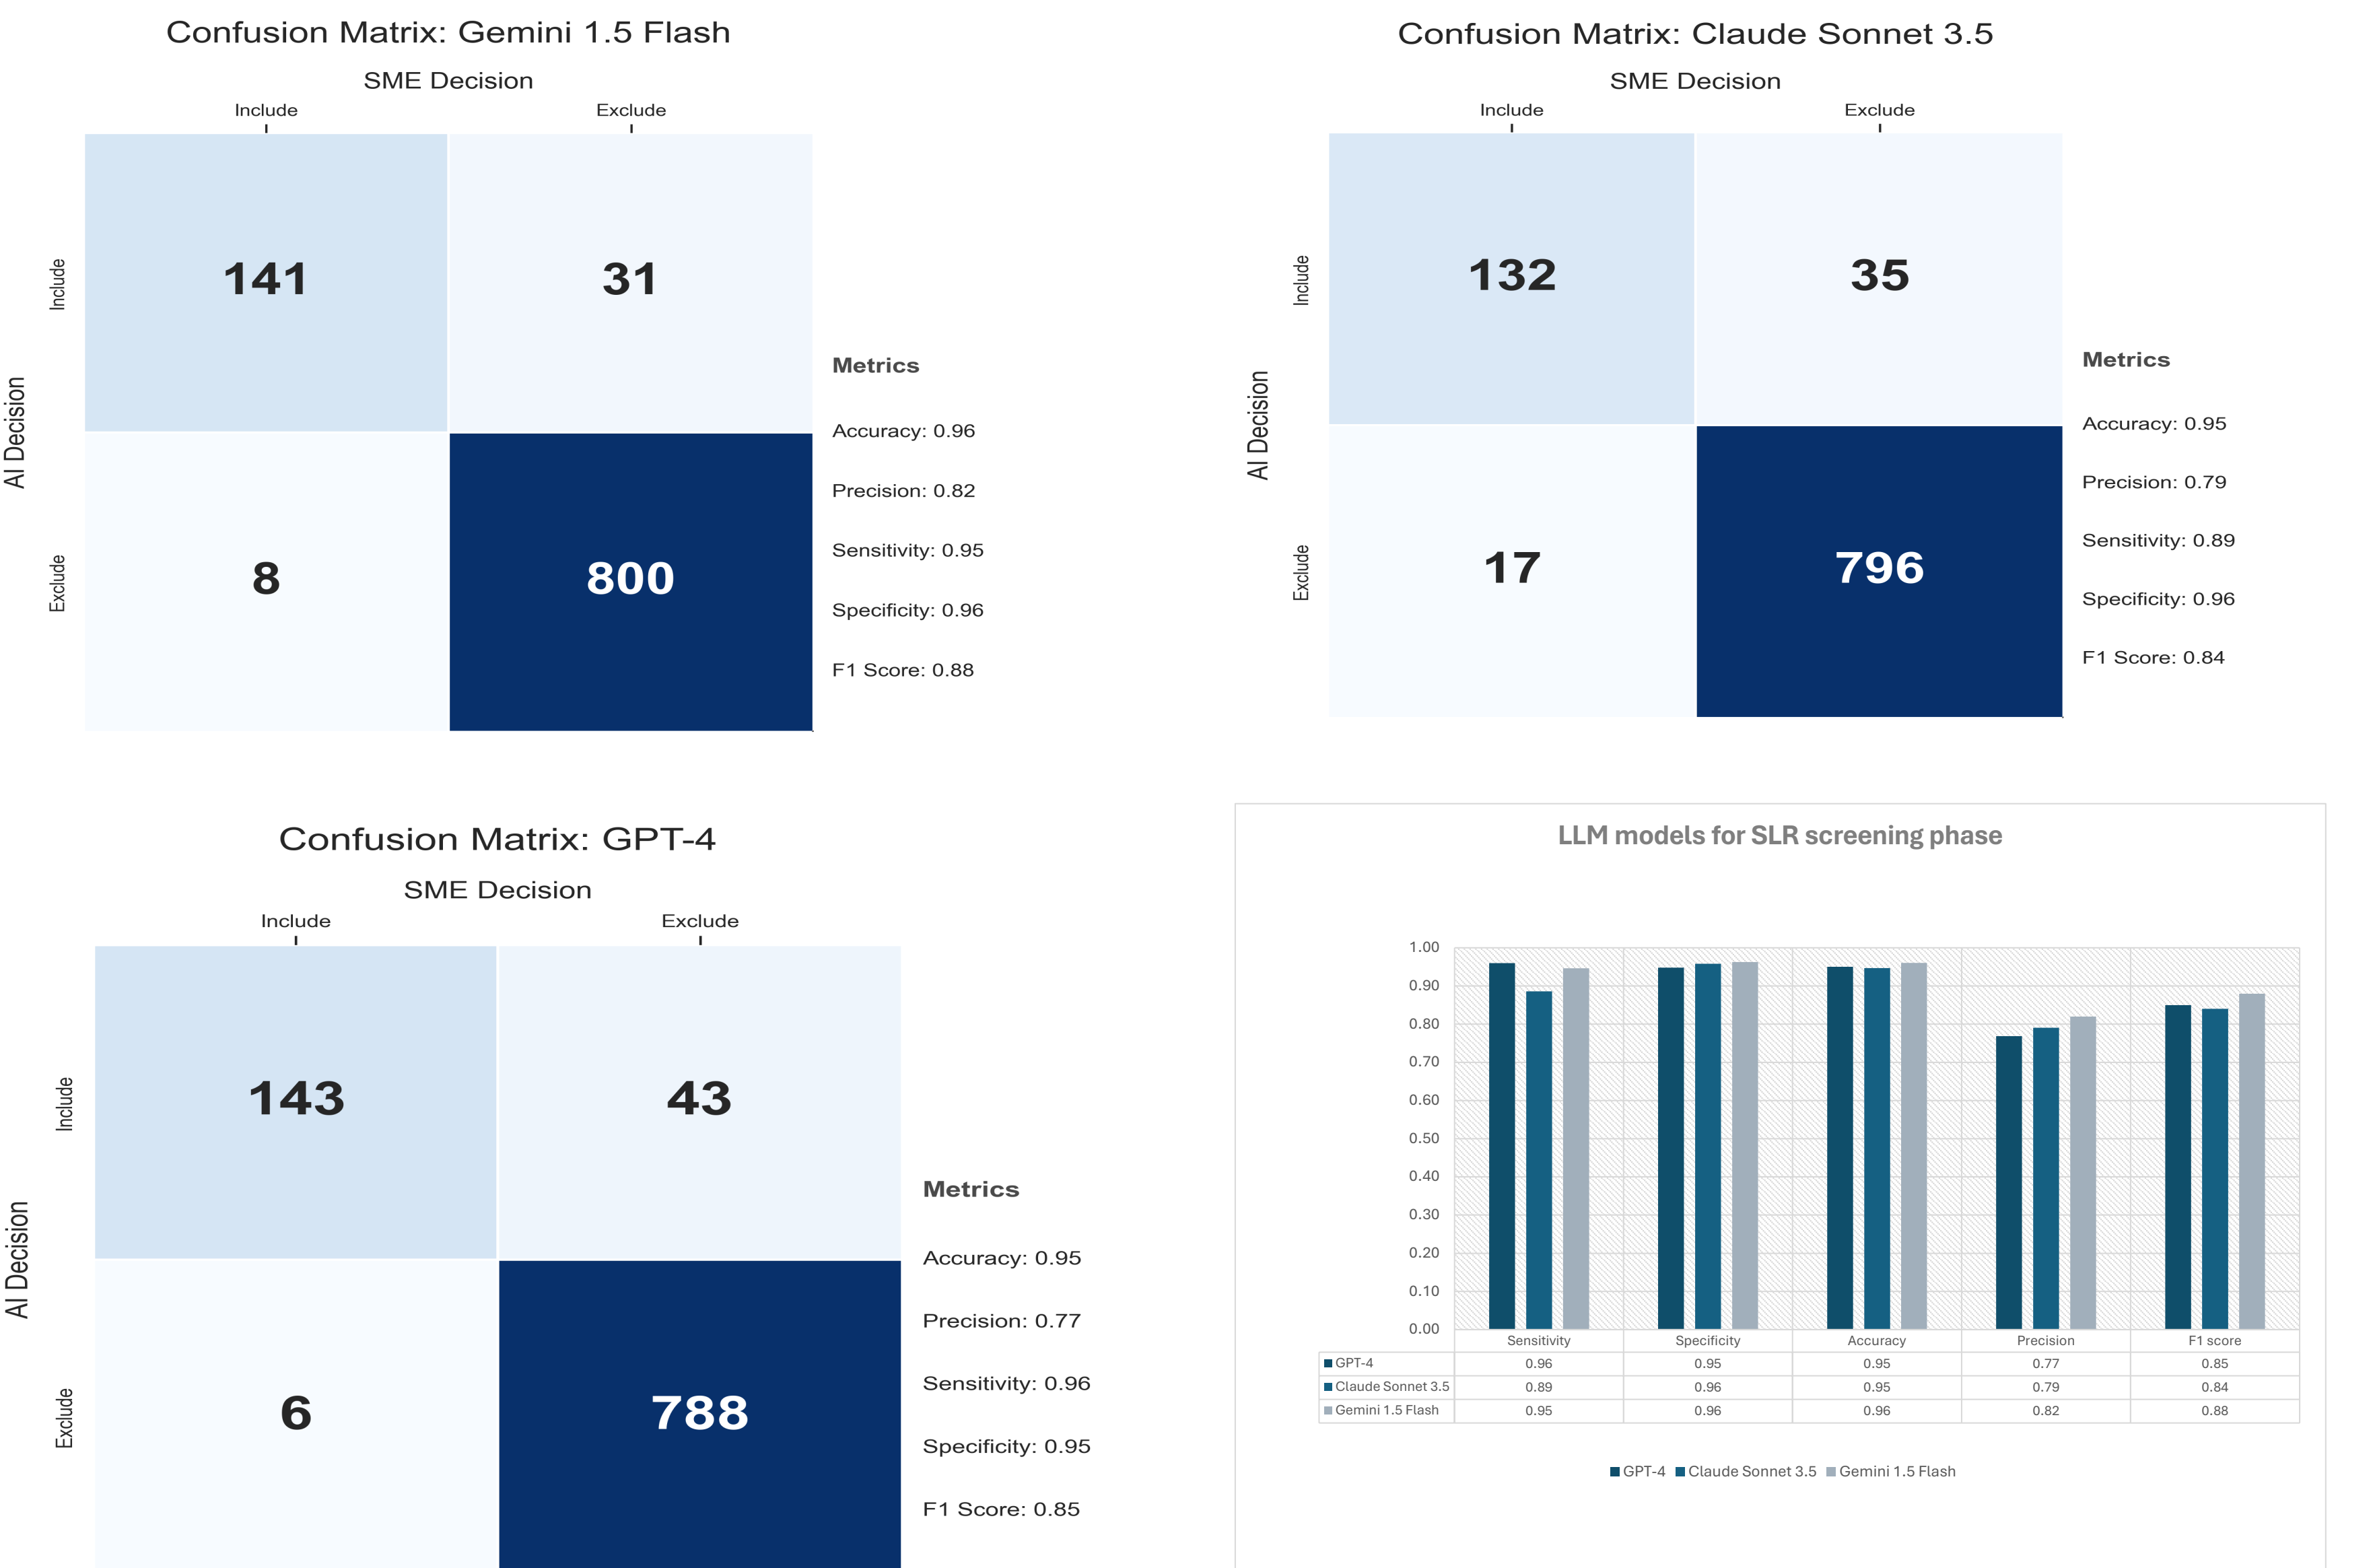 Confusion Matrix: Gemini 1.5 Flash
SME Decision
Include Exclude
AI Decision
Include
141 31
Exclude
8 800
Metrics
Accuracy: 0.96
Precision: 0.82
Sensitivity: 0.95
Specificity: 0.96
F1 Score: 0.88
Confusion Matrix: Claude Sonnet 3.5
SME Decision
Include Exclude
AI Decision
Include
132 35
Exclude
17 796
Metrics
Accuracy: 0.95
Precision: 0.79
Sensitivity: 0.89
Specificity: 0.96
F1 Score: 0.84
Confusion Matrix: GPT-4
SME Decision
Include Exclude
AI Decision
Include
143 43
Exclude
6 788
Metrics
Accuracy: 0.95
Precision: 0.77
Sensitivity: 0.96
Specificity: 0.95
F1 Score: 0.85
LLM models for SLR screening phase
1.00
0.90
0.80
0.70
0.60
0.50
0.40
0.30
0.20
0.10
0.00
Sensitivity Specificity Accuracy Precision F1 score
GPT-4 0.96 0.95 0.95 0.77 0.85
Claude Sonnet 3.5 0.89 0.96 0.95 0.79 0.84
Gemini 1.5 Flash 0.95 0.96 0.96 0.82 0.88
GPT-4 Claude Sonnet 3.5 Gemini 1.5 Flash